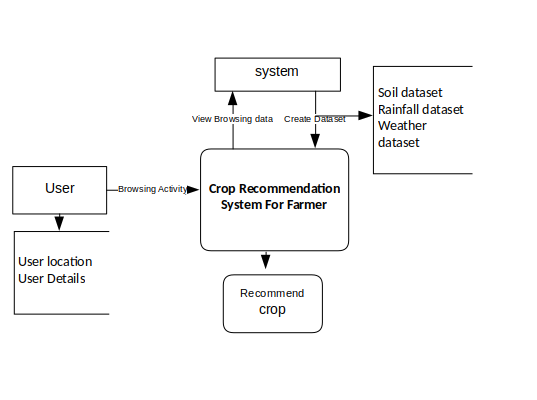 system
Soil dataset
Rainfall dataset
Weather
dataset
View Browsing data
Create Dataset
User
Browsing Activity
Crop Recommendation
System For Farmer
User location
User Details
Recommend
crop